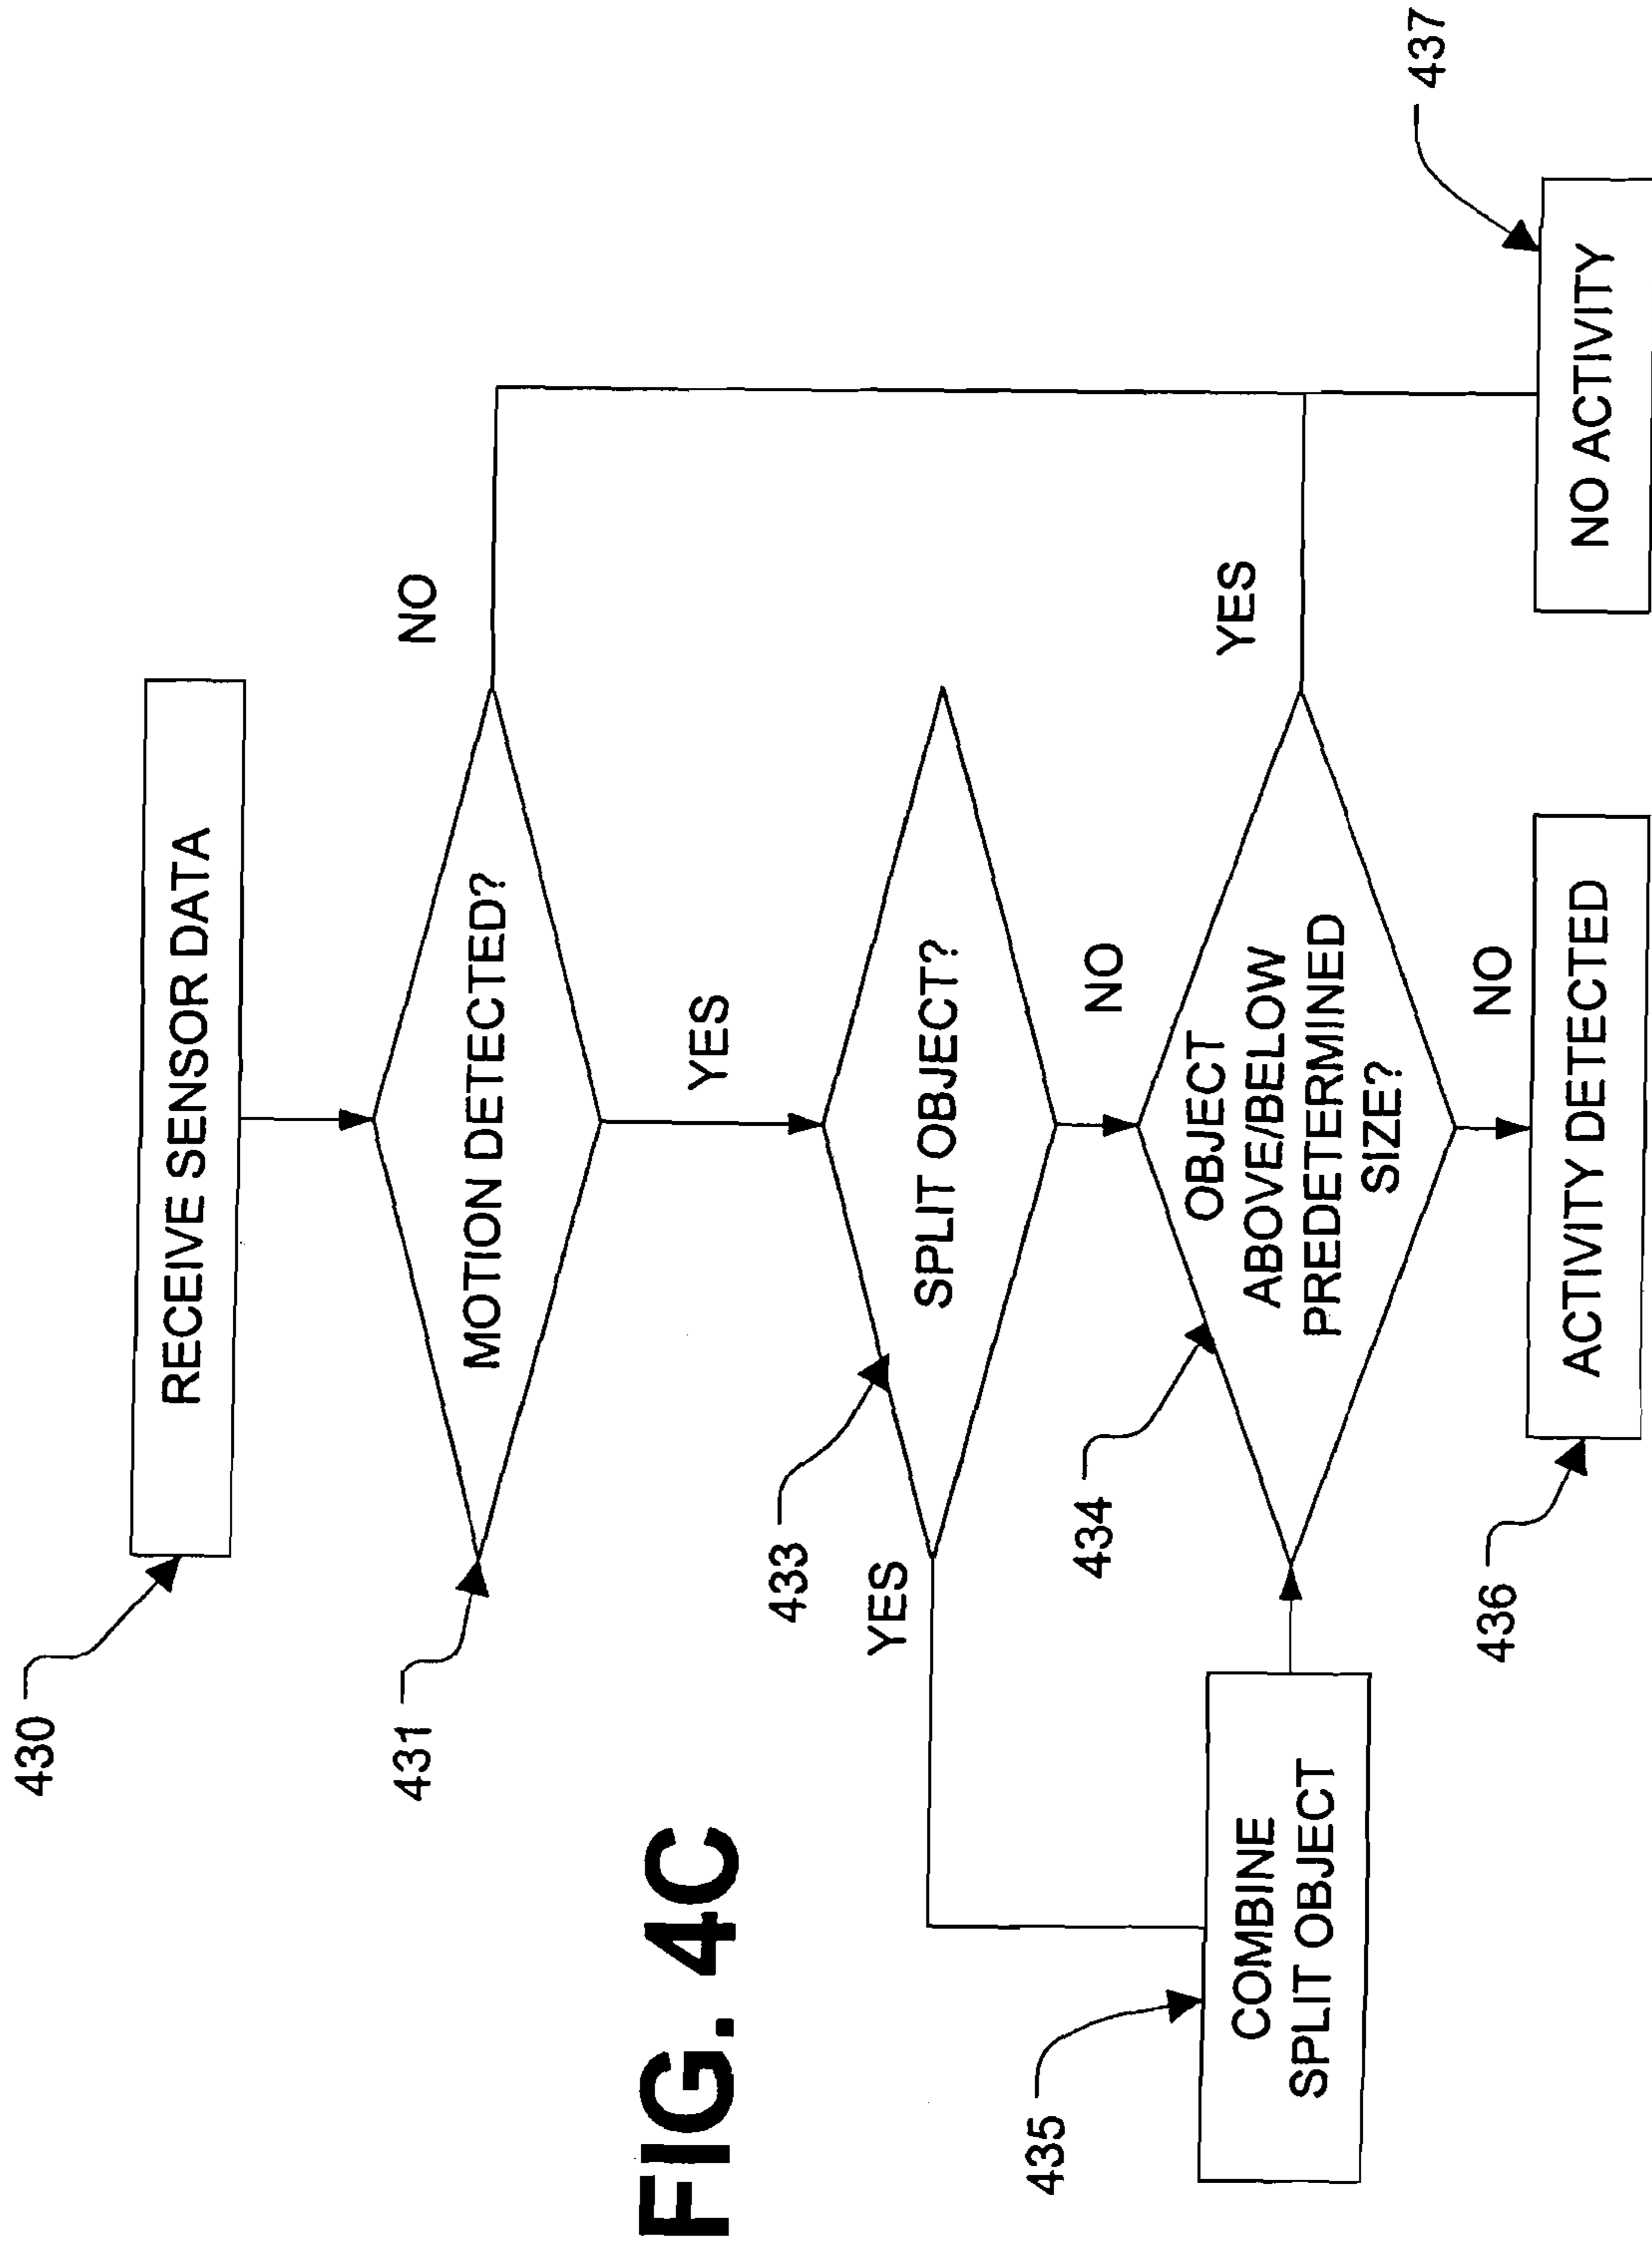 430
RECEIVE SENSOR DATA
431
MOTION DETECTED?
NO
FIG. 4C
YES
433
SPLIT OBJECT?
YES
NO
434
OBJECT
ABOVE/BELOW
PREDETERMINED
SIZE?
YES
435
COMBINE
SPLIT OBJECT
NO
436
ACTIVITY DETECTED
437
NO ACTIVITY